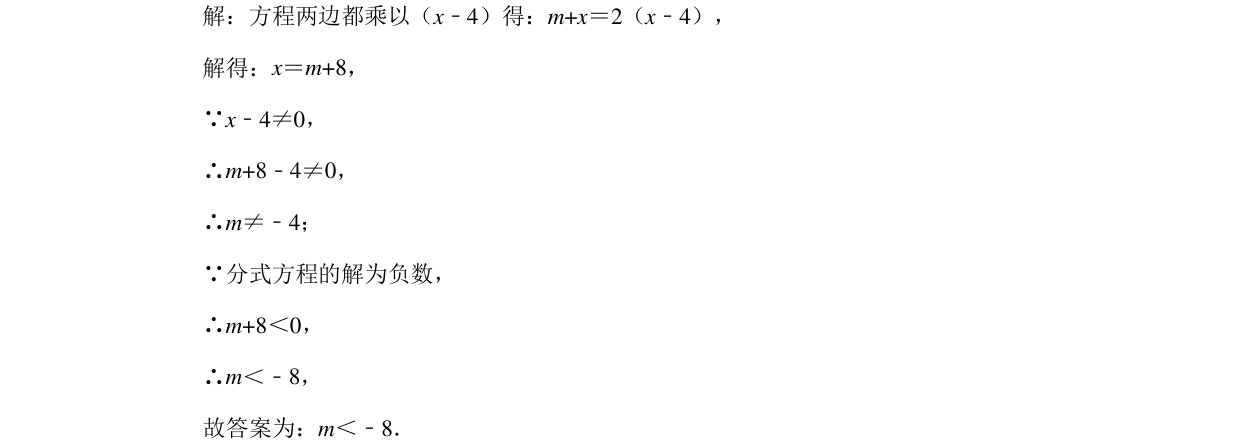 解：方程两边都乘以（x﹣4）得：m+x＝2（x﹣4），
解得：x＝m+8，
∵x﹣4≠0，
∴m+8﹣4≠0，
∴m≠﹣4；
∵分式方程的解为负数，
∴m+8＜0，
∴m＜﹣8，
故答案为：m＜﹣8．